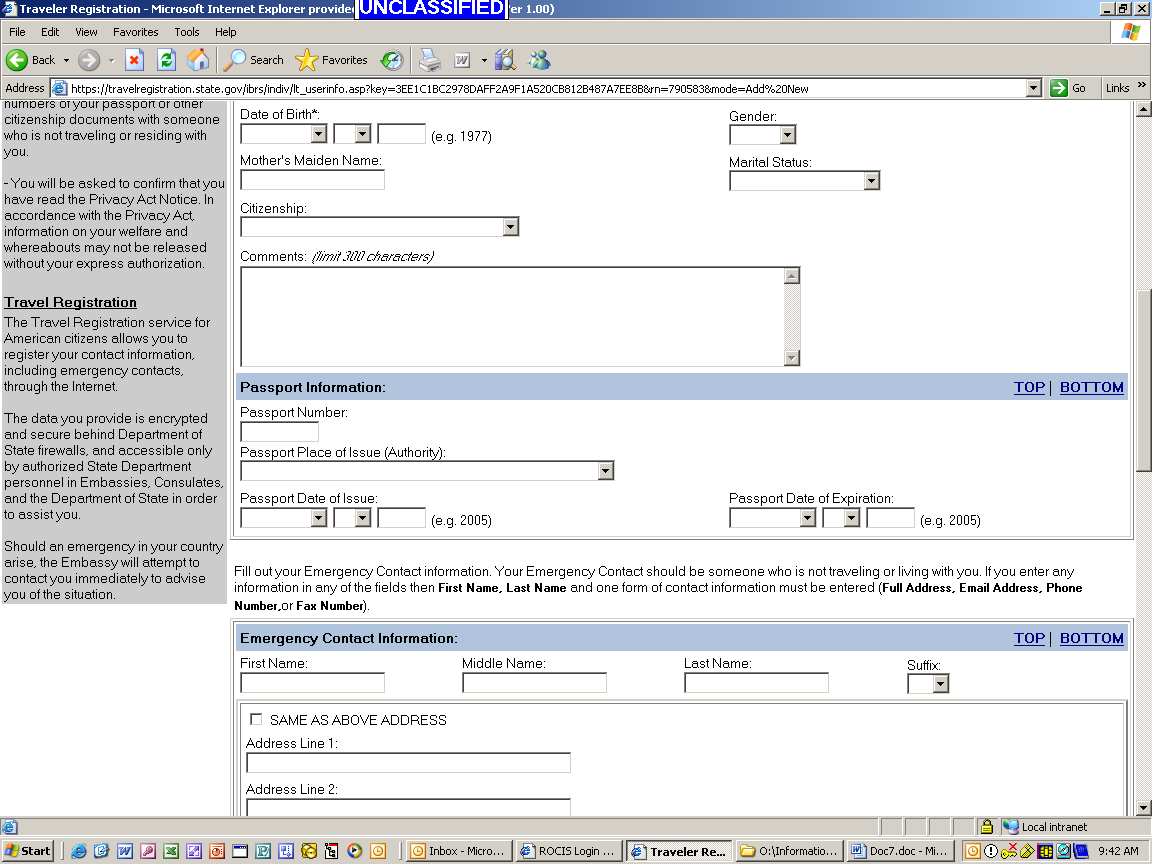 Traveler Registration - Microsoft Internet Explorer provide
UNCLASSIFIED
er 1.00)
File Edit View Favorites Tools Help
Back Search Favorites
Address https://travelregistration.state.gov/ibrs/indiv/lt_userinfo.asp?key=3EE1C1BC2978DAFF2A9F1A520CB812B487A7EE8B&rn=790583&mode=Add%20New Go Links »
numbers of your passport or other
citizenship documents with someone
who is not traveling or residing with
you.
- You will be asked to confirm that you
have read the Privacy Act Notice. In
accordance with the Privacy Act,
information on your welfare and
whereabouts may not be released
without your express authorization.
Travel Registration
The Travel Registration service for
American citizens allows you to
register your contact information,
including emergency contacts,
through the Internet.
The data you provide is encrypted
and secure behind Department of
State firewalls, and accessible only
by authorized State Department
personnel in Embassies, Consulates,
and the Department of State in order
to assist you.
Should an emergency in your country
arise, the Embassy will attempt to
contact you immediately to advise
you of the situation.
Date of Birth*: Gender:
(e.g. 1977)
Mother's Maiden Name: Marital Status:
Citizenship:
Comments: (limit 300 characters)
Passport Information: TOP | BOTTOM
Passport Number:
Passport Place of Issue (Authority):
Passport Date of Issue: Passport Date of Expiration:
(e.g. 2005) (e.g. 2005)
Fill out your Emergency Contact information. Your Emergency Contact should be someone who is not traveling or living with you. If you enter any
information in any of the fields then First Name, Last Name and one form of contact information must be entered (Full Address, Email Address, Phone
Number,or Fax Number).
Emergency Contact Information: TOP | BOTTOM
First Name: Middle Name: Last Name: Suffix:
SAME AS ABOVE ADDRESS
Address Line 1:
Address Line 2:
Local intranet
Start Inbox - Micro... ROCIS Login ... Traveler Re... O:\Informatio... Doc7.doc - Mi... 9:42 AM